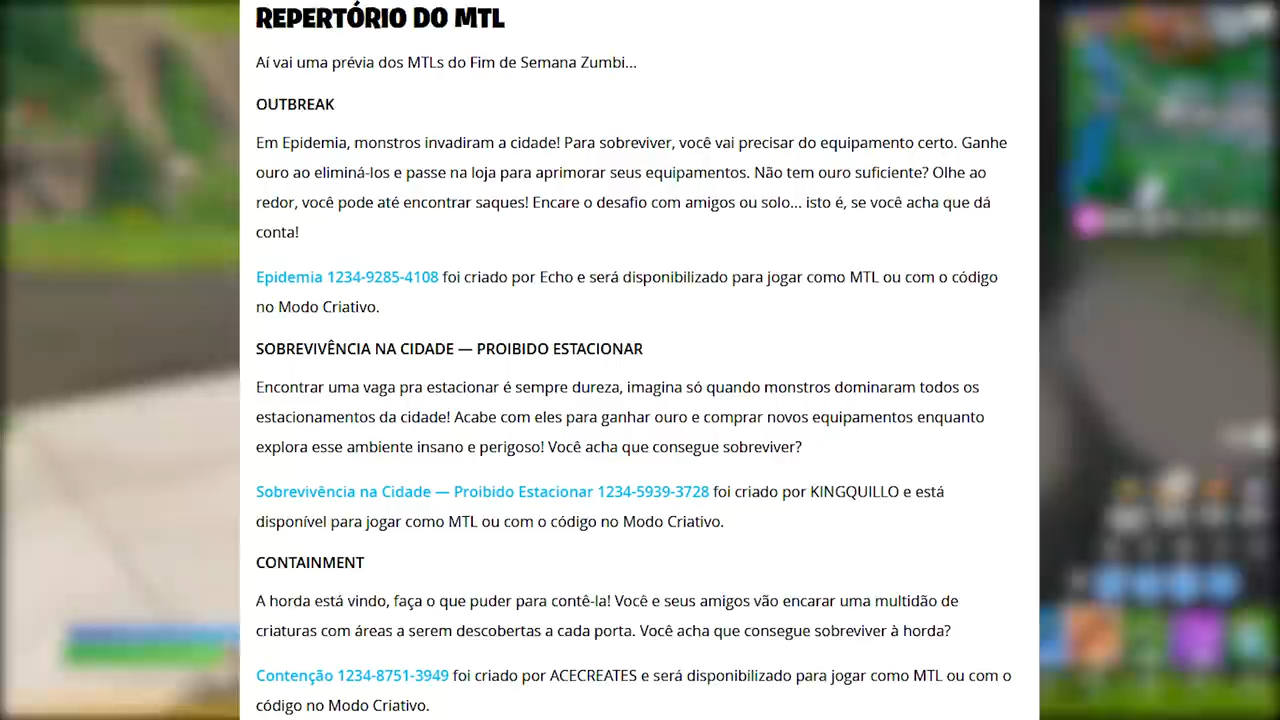 REPERTÓRIO DO MTL
Aí vai uma prévia dos MTLs do Fim de Semana Zumbi...
OUTBREAK
Em Epidemia, monstros invadiram a cidade! Para sobreviver, você vai precisar do equipamento certo. Ganhe
ouro ao eliminá-los e passe na loja para aprimorar seus equipamentos. Não tem ouro suficiente? Olhe ao
redor, você pode até encontrar saques! Encare o desafio com amigos ou solo... isto é, se você acha que dá
conta!
Epidemia 1234-9285-4108 foi criado por Echo e será disponibilizado para jogar como MTL ou com o código
no Modo Criativo.
SOBREVIVÊNCIA NA CIDADE — PROIBIDO ESTACIONAR
Encontrar uma vaga pra estacionar é sempre dureza, imagina só quando monstros dominaram todos os
estacionamentos da cidade! Acabe com eles para ganhar ouro e comprar novos equipamentos enquanto
explora esse ambiente insano e perigoso! Você acha que consegue sobreviver?
Sobrevivência na Cidade — Proibido Estacionar 1234-5939-3728 foi criado por KINGQUILLO e está
disponível para jogar como MTL ou com o código no Modo Criativo.
CONTAINMENT
A horda está vindo, faça o que puder para contê-la! Você e seus amigos vão encarar uma multidão de
criaturas com áreas a serem descobertas a cada porta. Você acha que consegue sobreviver à horda?
Contenção 1234-8751-3949 foi criado por ACECREATES e será disponibilizado para jogar como MTL ou com o
código no Modo Criativo.